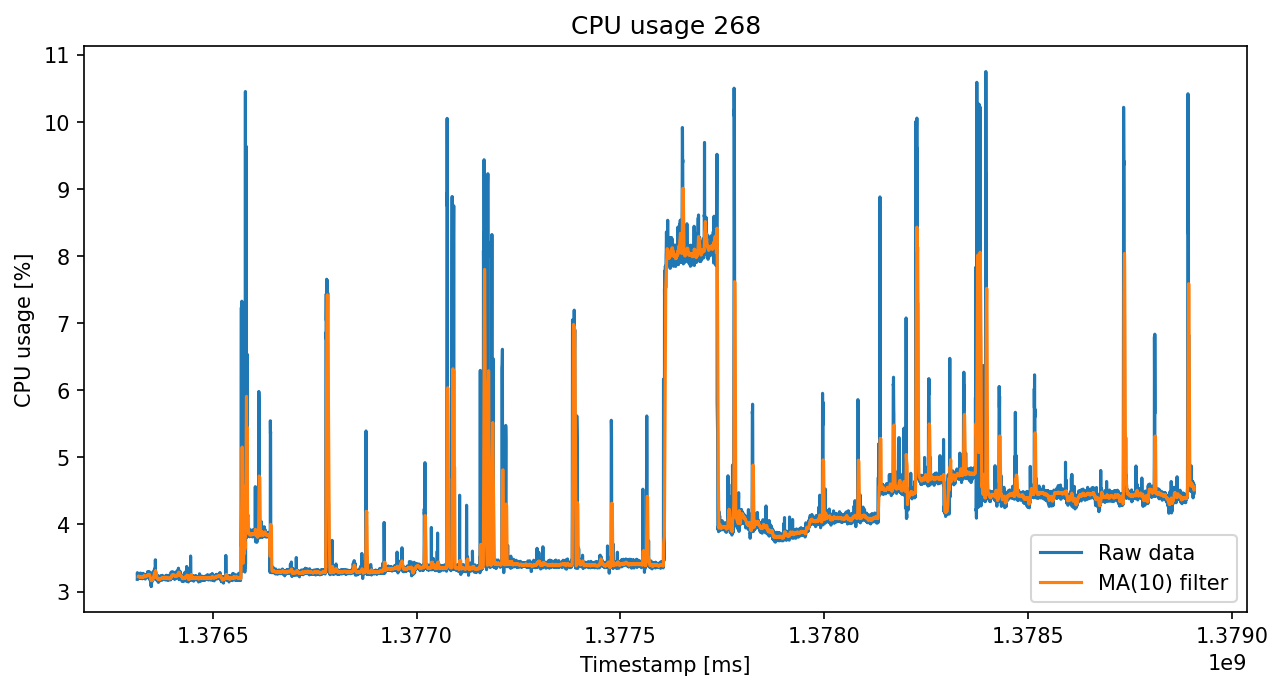 CPU usage 268
11
10
9
8
7
6
5
4
3
CPU usage [%]
Raw data
MA(10) filter
1.3765 1.3770 1.3775 1.3780 1.3785 1.3790
1e9
Timestamp [ms]